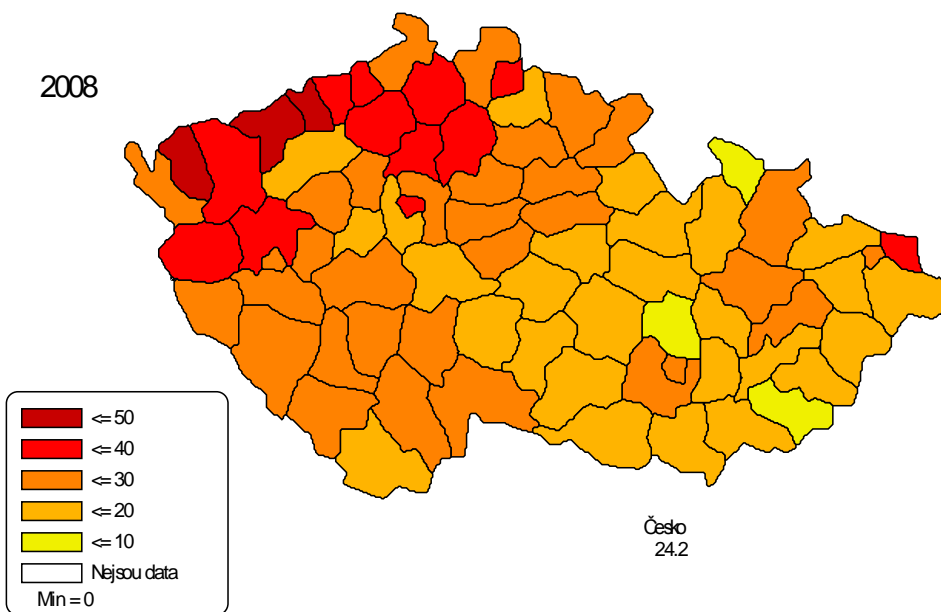 2008
<= 50
<= 40
<= 30
<= 20
<= 10
Nejsou data
Min = 0
Česko
24.2